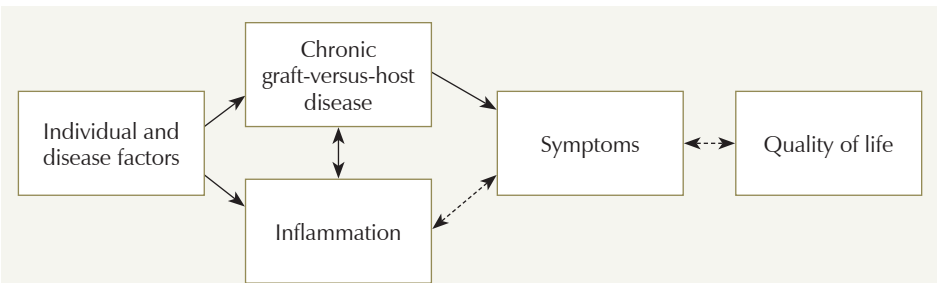 Chronic
graft-versus-host
disease
Individual and
disease factors
Symptoms
Quality of life
Inflammation